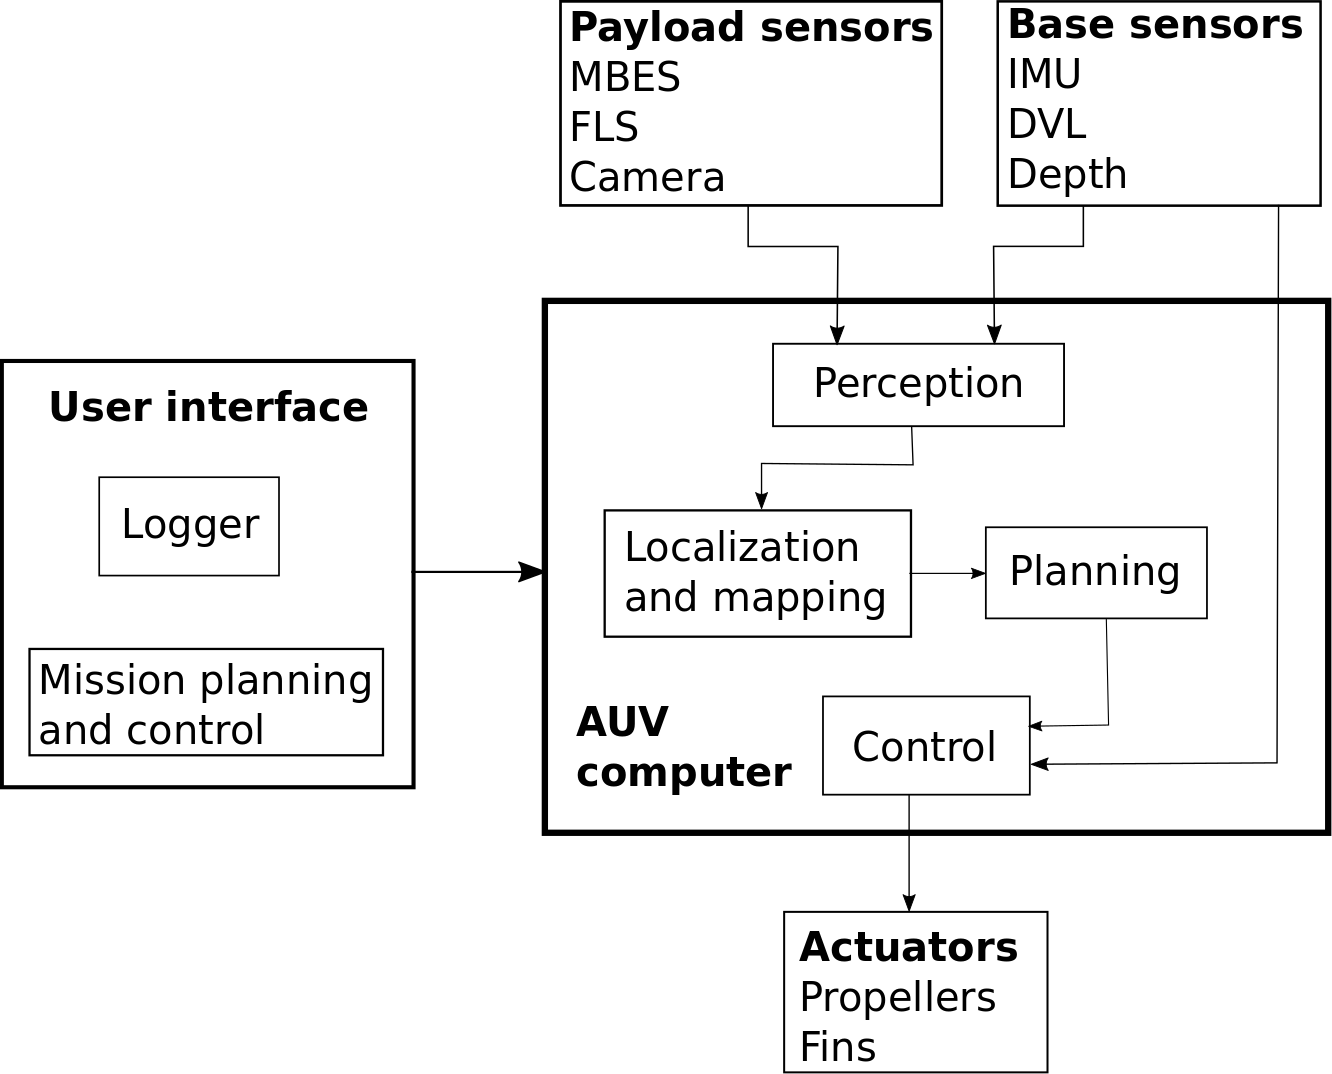 Payload sensors
MBES
FLS
Camera
Base sensors
IMU
DVL
Depth
User interface
Logger
Mission planning
and control
Perception
Localization
and mapping
Planning
AUV
computer
Control
Actuators
Propellers
Fins